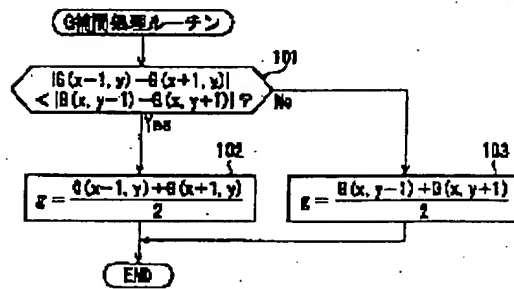 G補間処理ルーチン
101
|G(x-1, y)-G(x+1, y)|
< |G(x, y-1)-G(x, y+1)| ?
No
Yes
102
g = G(x-1, y)+G(x+1, y) / 2
103
g = G(x, y-1)+G(x, y+1) / 2
END